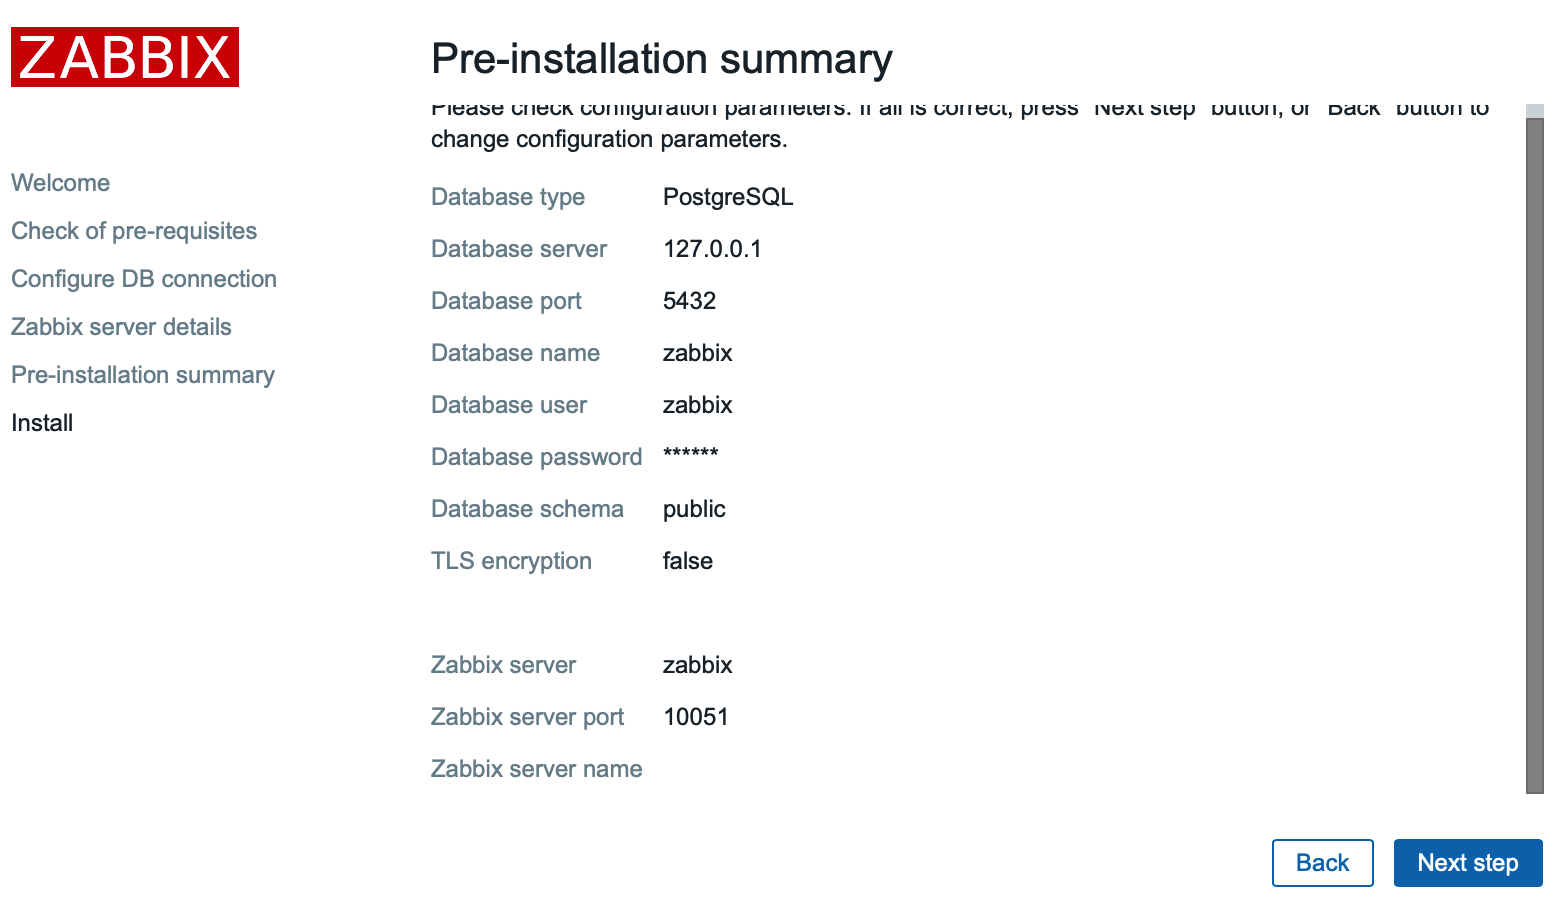 ZABBIX
Welcome
Check of pre-requisites
Configure DB connection
Zabbix server details
Pre-installation summary
Install
Pre-installation summary
Please check configuration parameters. If all is correct, press "Next step" button, or "Back" button to
change configuration parameters.
Database type PostgreSQL
Database server 127.0.0.1
Database port 5432
Database name zabbix
Database user zabbix
Database password ******
Database schema public
TLS encryption false
Zabbix server zabbix
Zabbix server port 10051
Zabbix server name
Back Next step